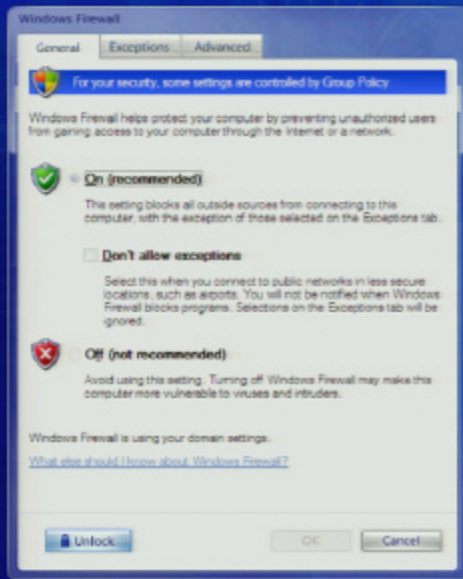 Windows Firewall
General Exceptions Advanced
For your security, some settings are controlled by Group Policy
Windows Firewall helps protect your computer by preventing unauthorized users
from gaining access to your computer through the Internet or a network.
On (recommended)
This setting blocks all outside sources from connecting to this
computer, with the exception of those selected on the Exceptions tab.
Don't allow exceptions
Select this when you connect to public networks in less secure
locations, such as airports. You will not be notified when Windows
Firewall blocks programs. Selections on the Exceptions tab will be
ignored.
Off (not recommended)
Avoid using this setting. Turning off Windows Firewall may make this
computer more vulnerable to viruses and intruders.
Windows Firewall is using your domain settings.
What else should I know about Windows Firewall?
Unlock OK Cancel